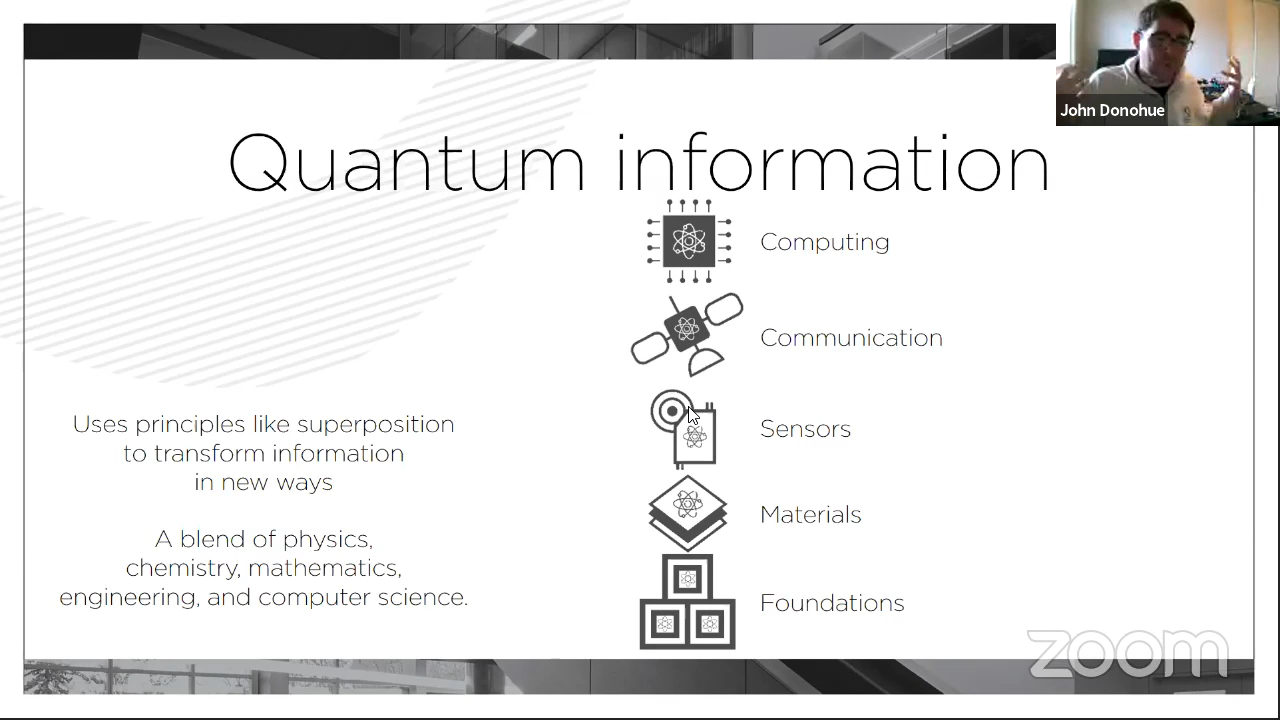 John Donohue
Quantum information
Computing
Communication
Sensors
Materials
Foundations
Uses principles like superposition
to transform information
in new ways
A blend of physics,
chemistry, mathematics,
engineering, and computer science.
zoom